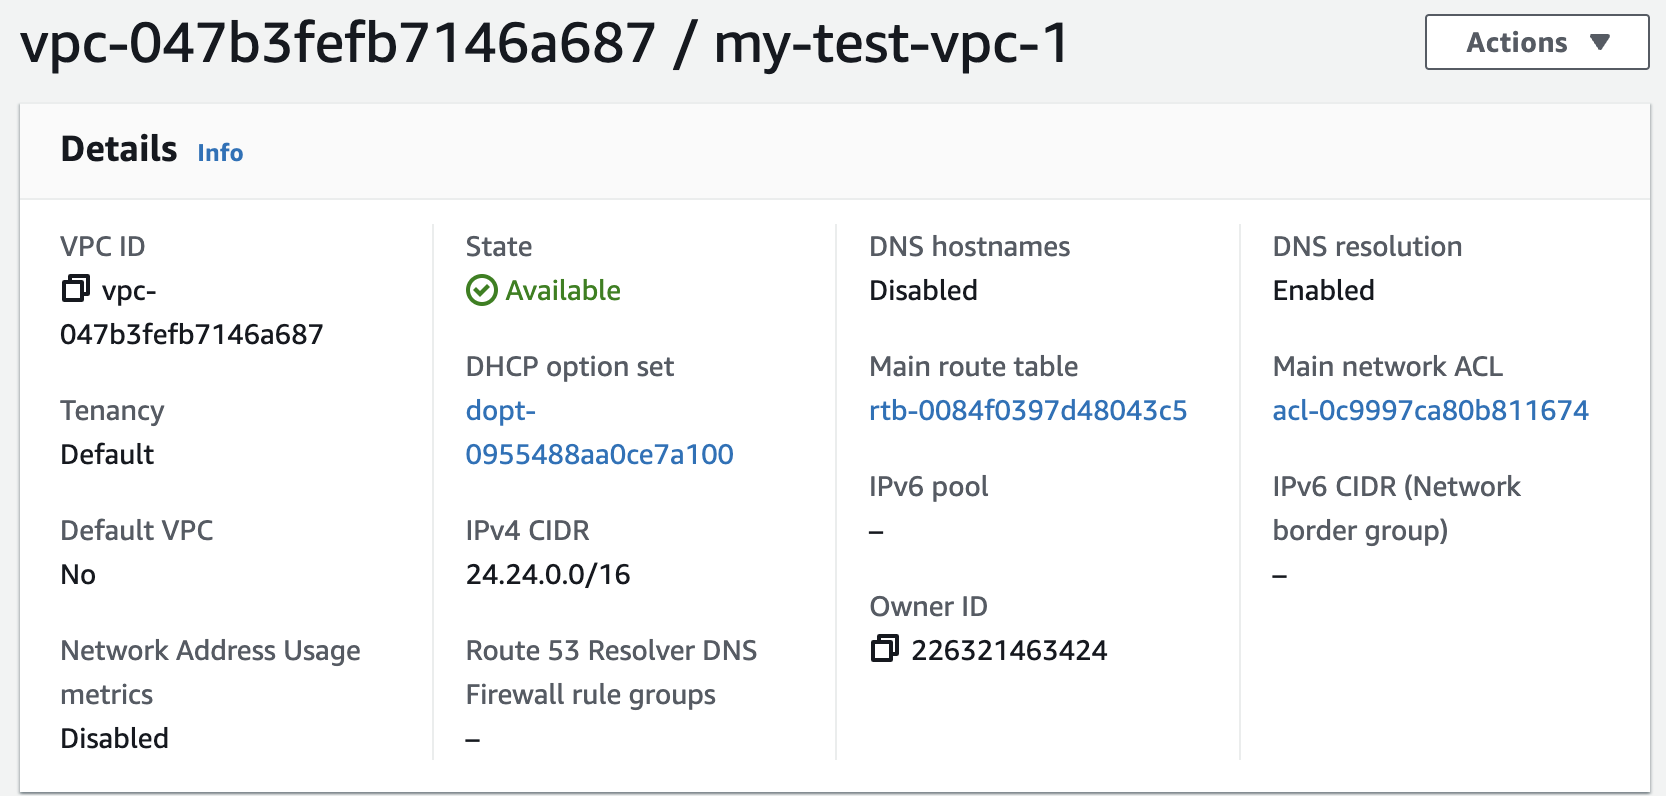 vpc-047b3fefb7146a687 / my-test-vpc-1
Actions
Details Info
VPC ID
vpc-
047b3fefb7146a687
Tenancy
Default
Default VPC
No
Network Address Usage
metrics
Disabled
State
Available
DHCP option set
dopt-
0955488aa0ce7a100
IPv4 CIDR
24.24.0.0/16
Route 53 Resolver DNS
Firewall rule groups
–
DNS hostnames
Disabled
Main route table
rtb-0084f0397d48043c5
IPv6 pool
–
Owner ID
226321463424
DNS resolution
Enabled
Main network ACL
acl-0c9997ca80b811674
IPv6 CIDR (Network
border group)
–